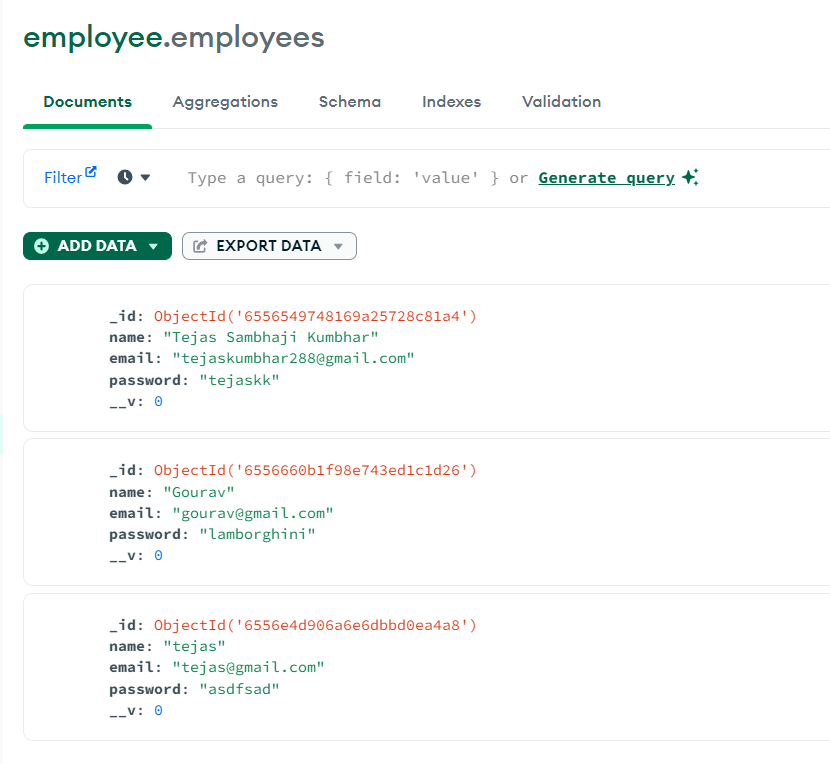 employee.employees
Documents Aggregations Schema Indexes Validation
Filter Type a query: { field: 'value' } or Generate query
ADD DATA EXPORT DATA
_id: ObjectId('6556549748169a25728c81a4')
name: "Tejas Sambhaji Kumbhar"
email: "tejaskumbhar288@gmail.com"
password: "tejaskk"
__v: 0
_id: ObjectId('6556660b1f98e743ed1c1d26')
name: "Gourav"
email: "gourav@gmail.com"
password: "lamborghini"
__v: 0
_id: ObjectId('6556e4d906a6e6dbbd0ea4a8')
name: "tejas"
email: "tejas@gmail.com"
password: "asdfsad"
__v: 0